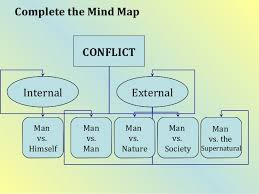 Complete the Mind Map
CONFLICT
Internal
External
Man
vs.
Himself
Man
vs.
Man
Man
vs.
Nature
Man
vs.
Society
Man
vs. the
Supernatural